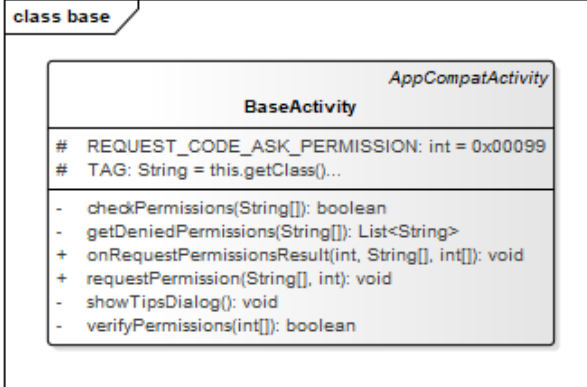 class base
AppCompatActivity
BaseActivity
# REQUEST_CODE_ASK_PERMISSION: int = 0x00099
# TAG: String = this.getClass()...
- checkPermissions(String[]): boolean
- getDeniedPermissions(String[]): List<String>
+ onRequestPermissionsResult(int, String[], int[]): void
+ requestPermission(String[], int): void
- showTipsDialog(): void
- verifyPermissions(int[]): boolean